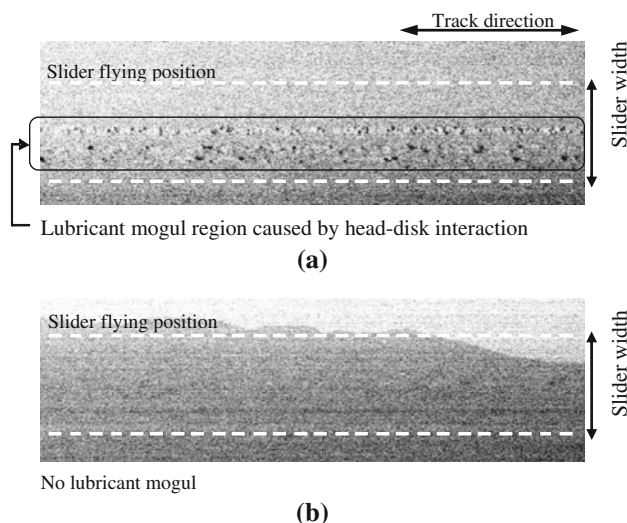 Track direction
Slider flying position
Slider width
Lubricant mogul region caused by head-disk interaction
(a)
Slider flying position
Slider width
No lubricant mogul
(b)